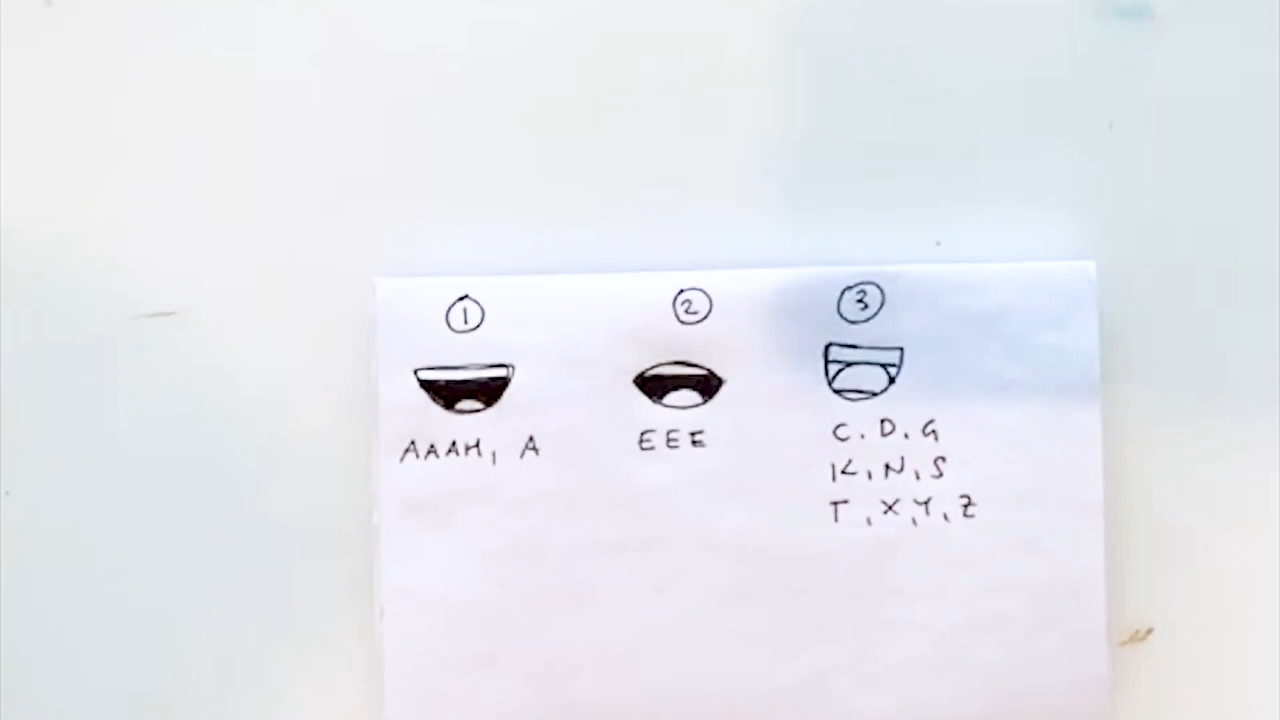 1 2 3
AAAH, A
EEE
C. D. G
K, N, S
T, X, Y, Z